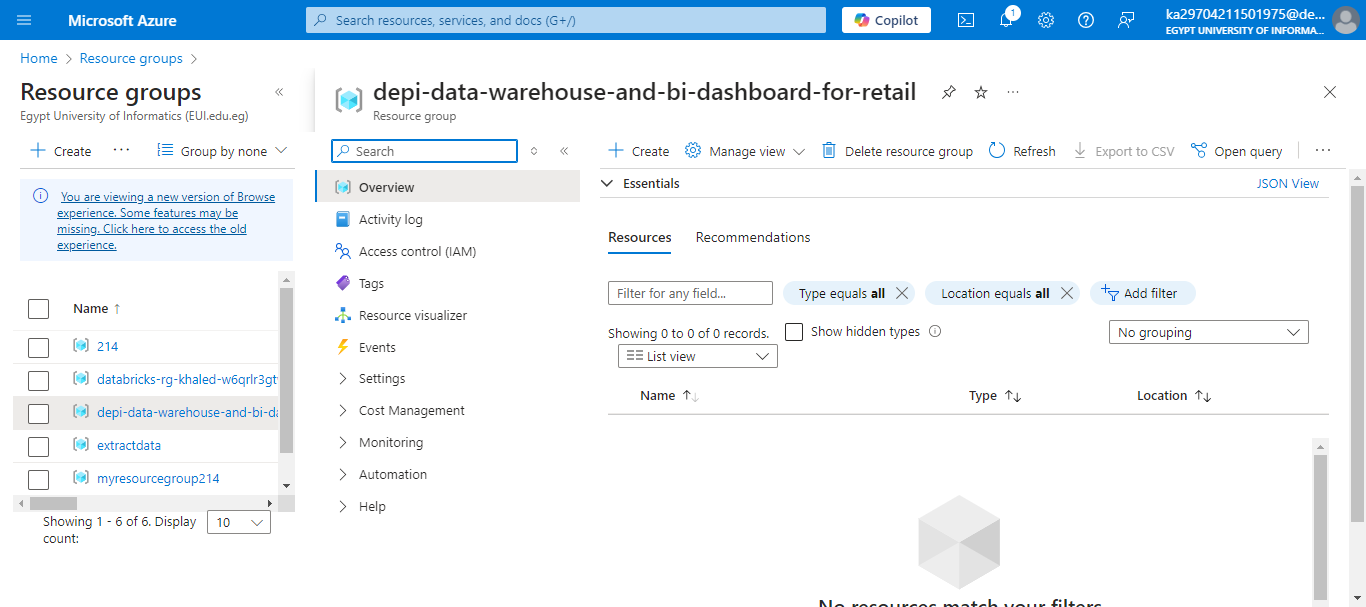 Microsoft Azure
Search resources, services, and docs (G+/)
Copilot
1
ka29704211501975@de...
EGYPT UNIVERSITY OF INFORMA...
Home > Resource groups >
Resource groups
Egypt University of Informatics (EUI.edu.eg)
Create
Group by none
You are viewing a new version of Browse
experience. Some features may be
missing. Click here to access the old
experience.
Name
214
databricks-rg-khaled-w6qrlr3gt
depi-data-warehouse-and-bi-da
extractdata
myresourcegroup214
Showing 1 - 6 of 6. Display
count:
10
depi-data-warehouse-and-bi-dashboard-for-retail
Resource group
Search
Overview
Activity log
Access control (IAM)
Tags
Resource visualizer
Events
Settings
Cost Management
Monitoring
Automation
Help
Create
Manage view
Delete resource group
Refresh
Export to CSV
Open query
Essentials
JSON View
Resources
Recommendations
Filter for any field...
Type equals all
Location equals all
Add filter
Showing 0 to 0 of 0 records.
Show hidden types
No grouping
List view
Name
Type
Location
No resources match your filters